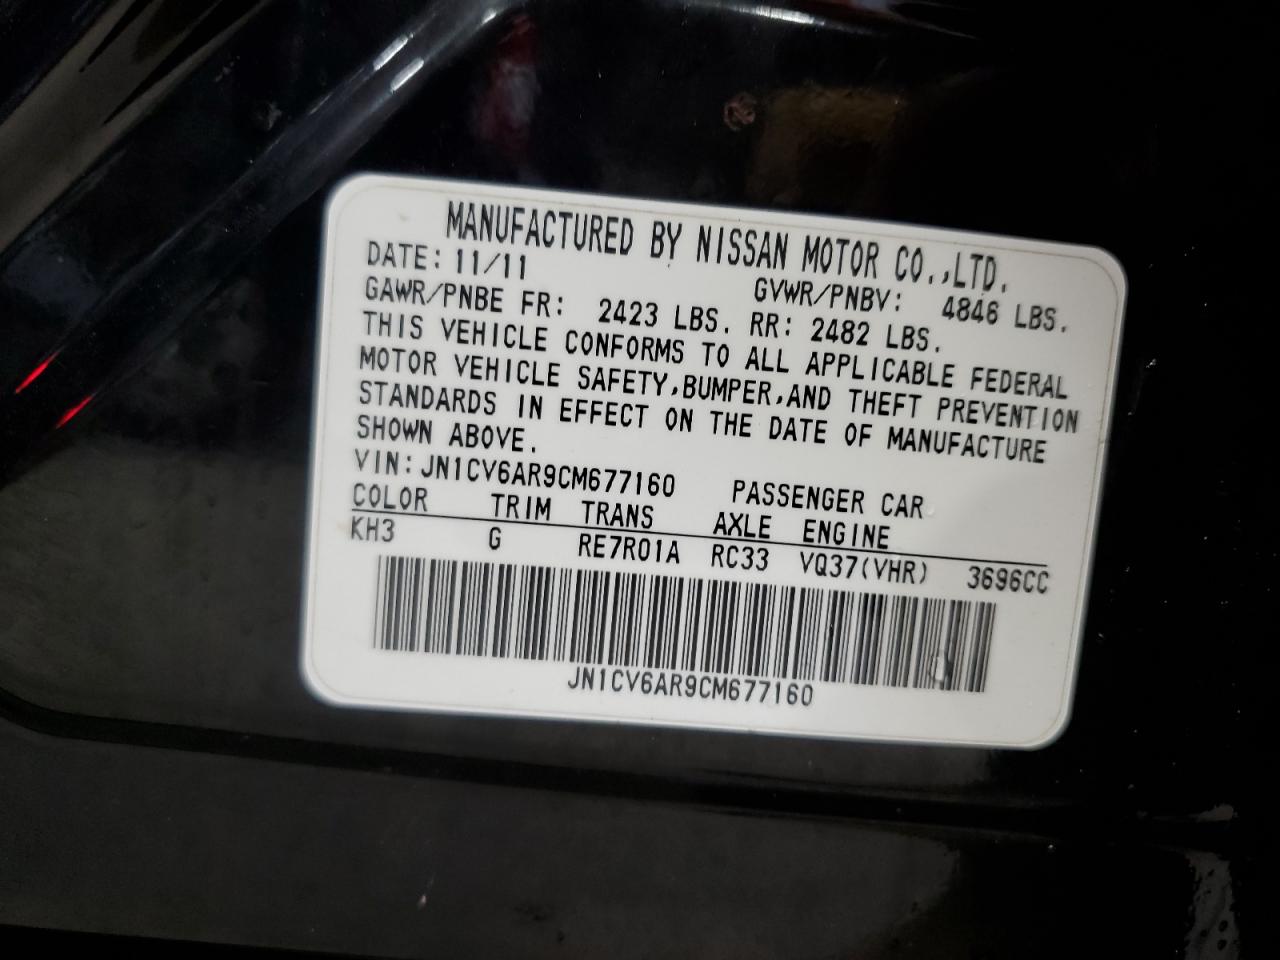 MANUFACTURED BY NISSAN MOTOR CO.,LTD.
DATE: 11/11 GVWR/PNBV: 4846 LBS.
GAWR/PNBE FR: 2423 LBS. RR: 2482 LBS.
THIS VEHICLE CONFORMS TO ALL APPLICABLE FEDERAL
MOTOR VEHICLE SAFETY,BUMPER,AND THEFT PREVENTION
STANDARDS IN EFFECT ON THE DATE OF MANUFACTURE
SHOWN ABOVE.
VIN: JN1CV6AR9CM677160 PASSENGER CAR
COLOR TRIM TRANS AXLE ENGINE
KH3 G RE7R01A RC33 VQ37(VHR) 3696CC
JN1CV6AR9CM677160